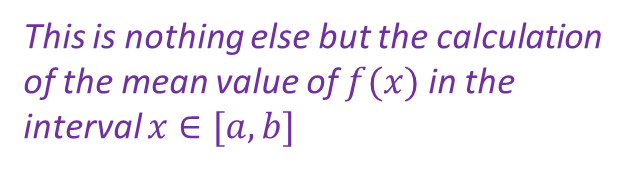 This is nothing else but the calculation
of the mean value of f(x) in the
interval x ∈ [a, b]